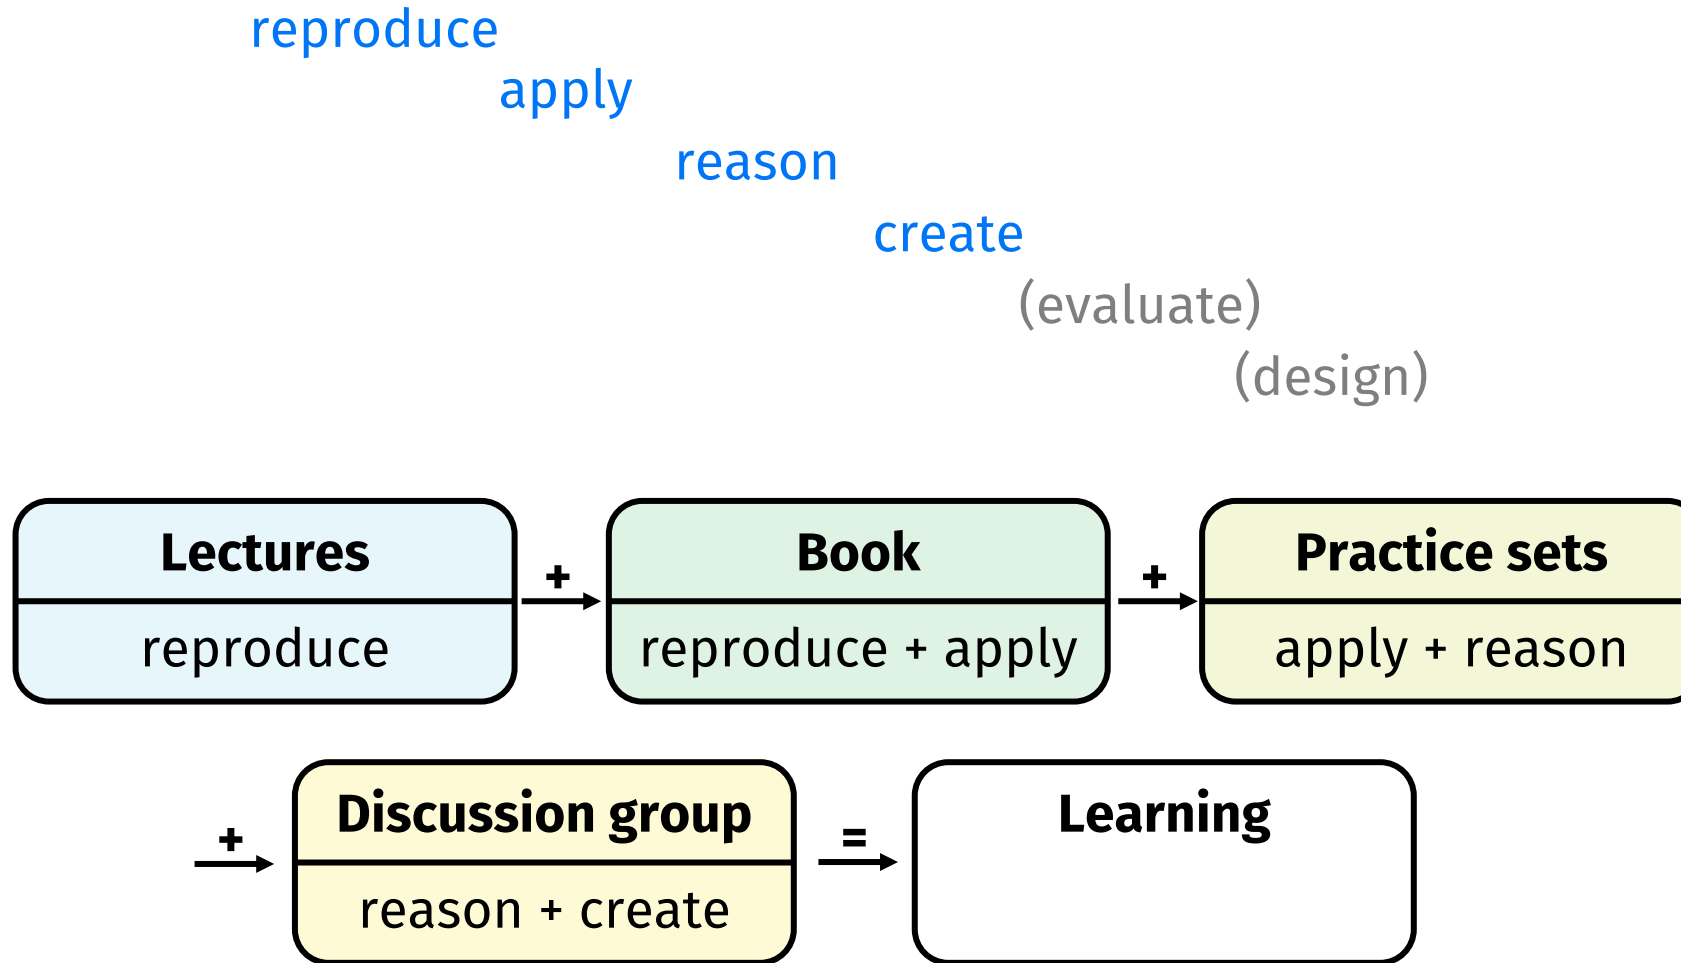 reproduce
apply
reason
create
(evaluate)
(design)
Lectures
reproduce
+
Book
reproduce + apply
+
Practice sets
apply + reason
+
Discussion group
reason + create
=
Learning